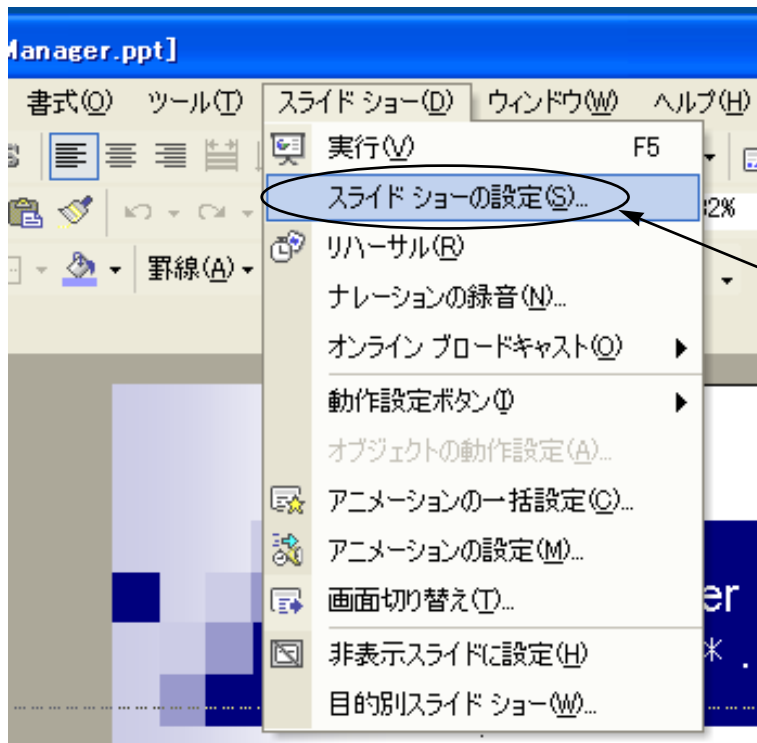 Manager.ppt]
書式(O) ツール(T) スライド ショー(D) ウィンドウ(W) ヘルプ(H)
実行(V) F5
スライド ショーの設定(S)...
32%
リハーサル(R)
罫線(A)
ナレーションの録音(N)...
オンライン ブロードキャスト(O)
動作設定ボタン(I)
オブジェクトの動作設定(A)...
アニメーションの一括設定(C)...
アニメーションの設定(M)...
画面切り替え(T)...
er
非表示スライドに設定(H)
*.
目的別スライド ショー(W)...